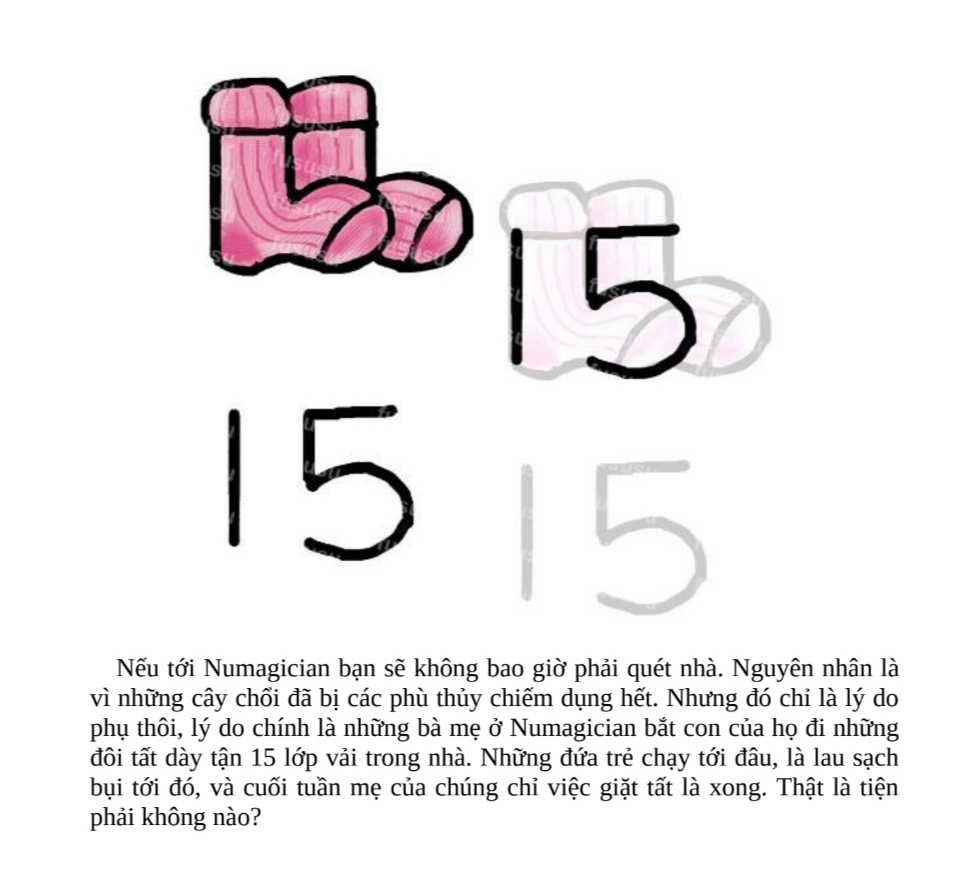 15
15
15
Nếu tới Numagician bạn sẽ không bao giờ phải quét nhà. Nguyên nhân là
vì những cây chổi đã bị các phù thủy chiếm dụng hết. Nhưng đó chỉ là lý do
phụ thôi, lý do chính là những bà mẹ ở Numagician bắt con của họ đi những
đôi tất dày tận 15 lớp vải trong nhà. Những đứa trẻ chạy tới đâu, là lau sạch
bụi tới đó, và cuối tuần mẹ của chúng chỉ việc giặt tất là xong. Thật là tiện
phải không nào?